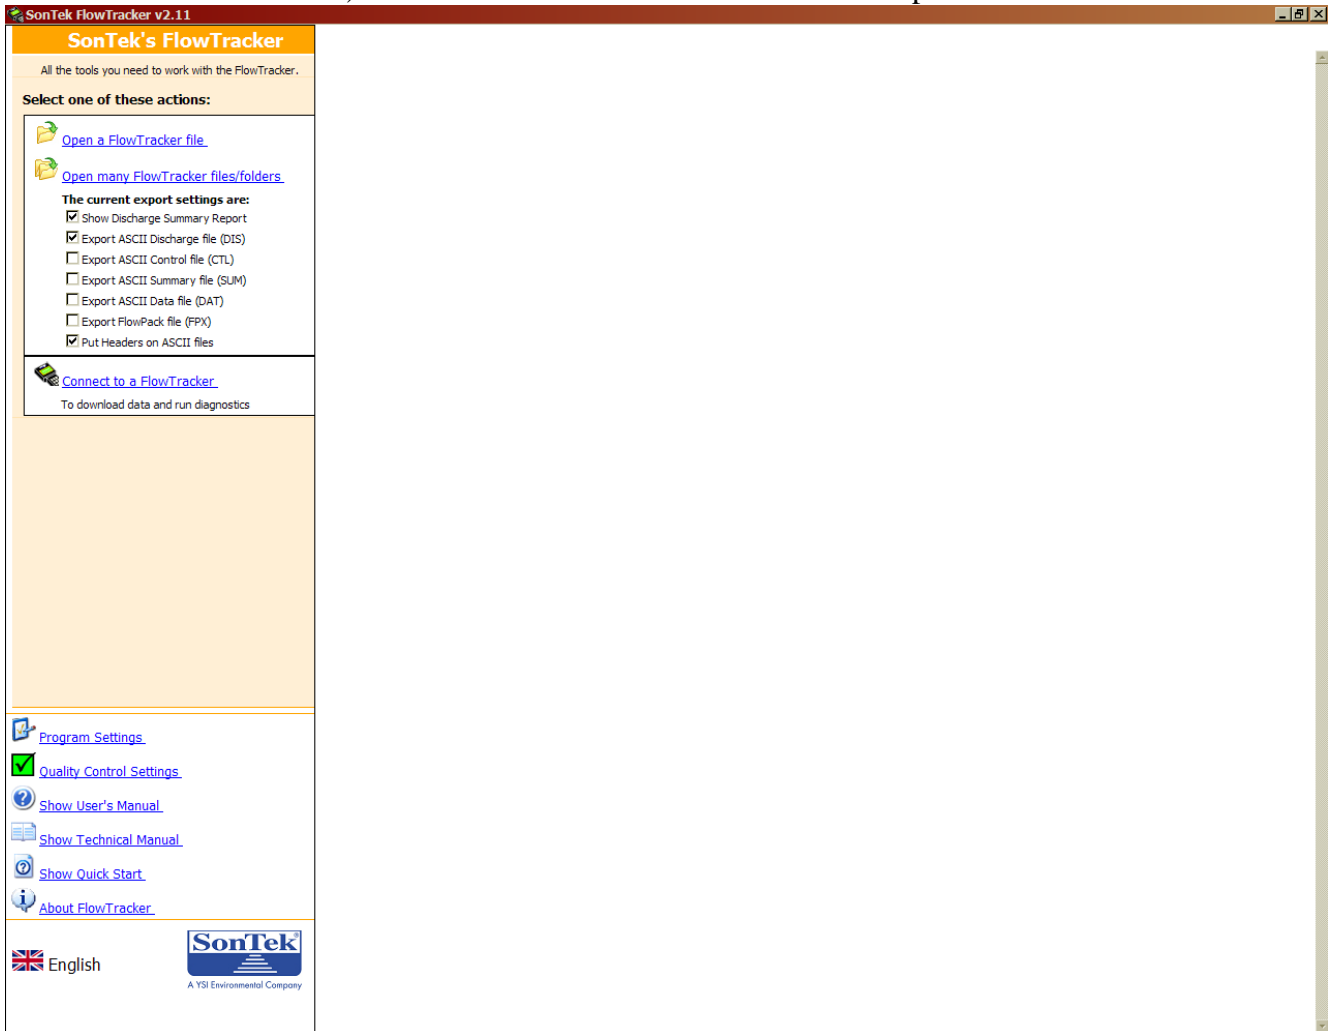 SonTek FlowTracker v2.11
SonTek's FlowTracker
All the tools you need to work with the FlowTracker.
Select one of these actions:
Open a FlowTracker file
Open many FlowTracker files/folders
The current export settings are:
Show Discharge Summary Report
Export ASCII Discharge file (DIS)
Export ASCII Control file (CTL)
Export ASCII Summary file (SUM)
Export ASCII Data file (DAT)
Export FlowPack file (FPX)
Put Headers on ASCII files
Connect to a FlowTracker
To download data and run diagnostics
Program Settings
Quality Control Settings
Show User's Manual
Show Technical Manual
Show Quick Start
About FlowTracker
English
SonTek
A YSI Environmental Company